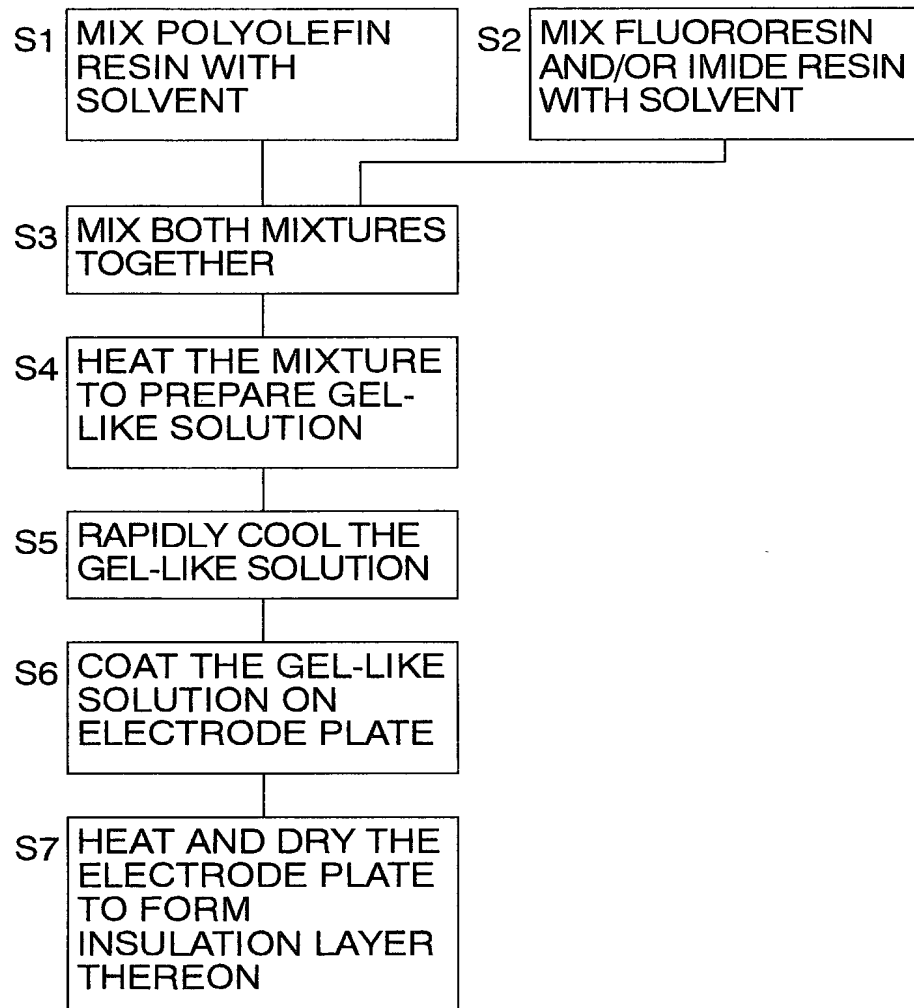 S1
MIX POLYOLEFIN
RESIN WITH
SOLVENT
S2
MIX FLUORORESIN
AND/OR IMIDE RESIN
WITH SOLVENT
S3
MIX BOTH MIXTURES
TOGETHER
S4
HEAT THE MIXTURE
TO PREPARE GEL-
LIKE SOLUTION
S5
RAPIDLY COOL THE
GEL-LIKE SOLUTION
S6
COAT THE GEL-LIKE
SOLUTION ON
ELECTRODE PLATE
S7
HEAT AND DRY THE
ELECTRODE PLATE
TO FORM
INSULATION LAYER
THEREON